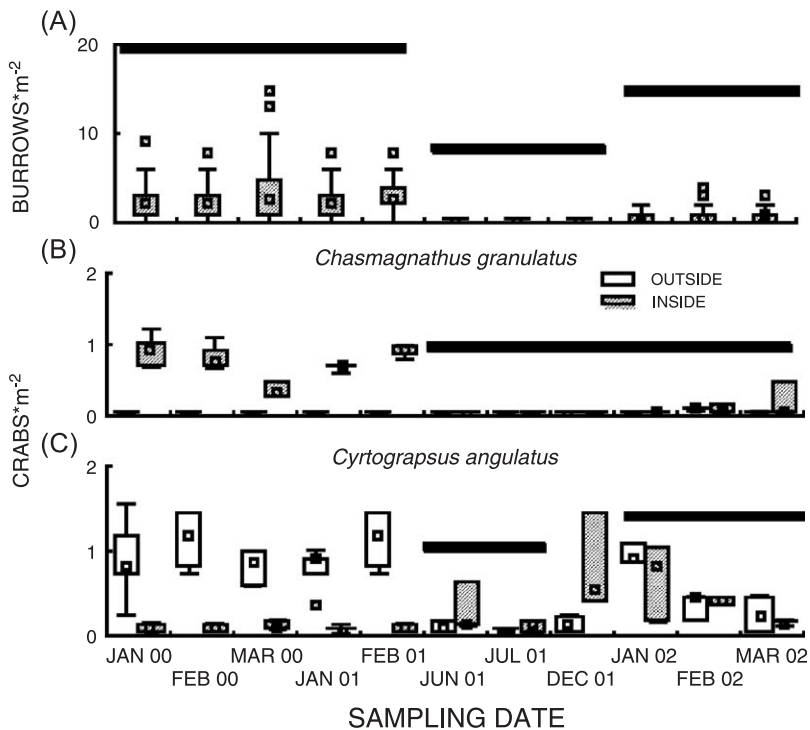 (A)
BURROWS*m-2
20
10
0
(B)
Chasmagnathus granulatus
OUTSIDE
INSIDE
2
1
0
CRABS*m-2
(C)
Cyrtograpsus angulatus
2
1
0
JAN 00 MAR 00 FEB 01 JUL 01 JAN 02 MAR 02
FEB 00 JAN 01 JUN 01 DEC 01 FEB 02
SAMPLING DATE